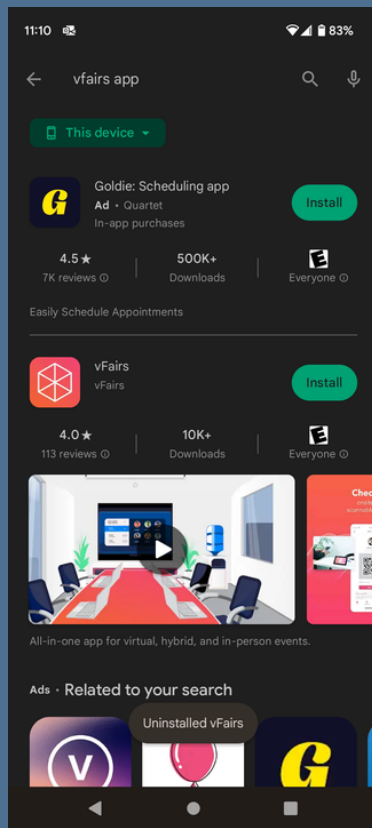 11:10
83%
vfairs app
This device
G
Goldie: Scheduling app
Ad • Quartet
In-app purchases
Install
4.5★
7K reviews
500K+
Downloads
E
Everyone
Easily Schedule Appointments
vFairs
vFairs
Install
4.0★
113 reviews
10K+
Downloads
E
Everyone
Chec
All-in-one app for virtual, hybrid, and in-person events.
Ads • Related to your search
Uninstalled vFairs
V
G